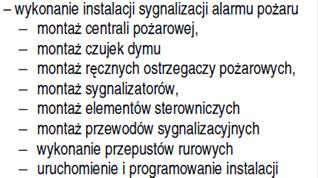 – wykonanie instalacji sygnalizacji alarmu pożaru
– montaż centrali pożarowej,
– montaż czujek dymu
– montaż ręcznych ostrzegaczy pożarowych,
– montaż sygnalizatorów,
– montaż elementów sterowniczych
– montaż przewodów sygnalizacyjnych
– wykonanie przepustów rurowych
– uruchomienie i programowanie instalacji